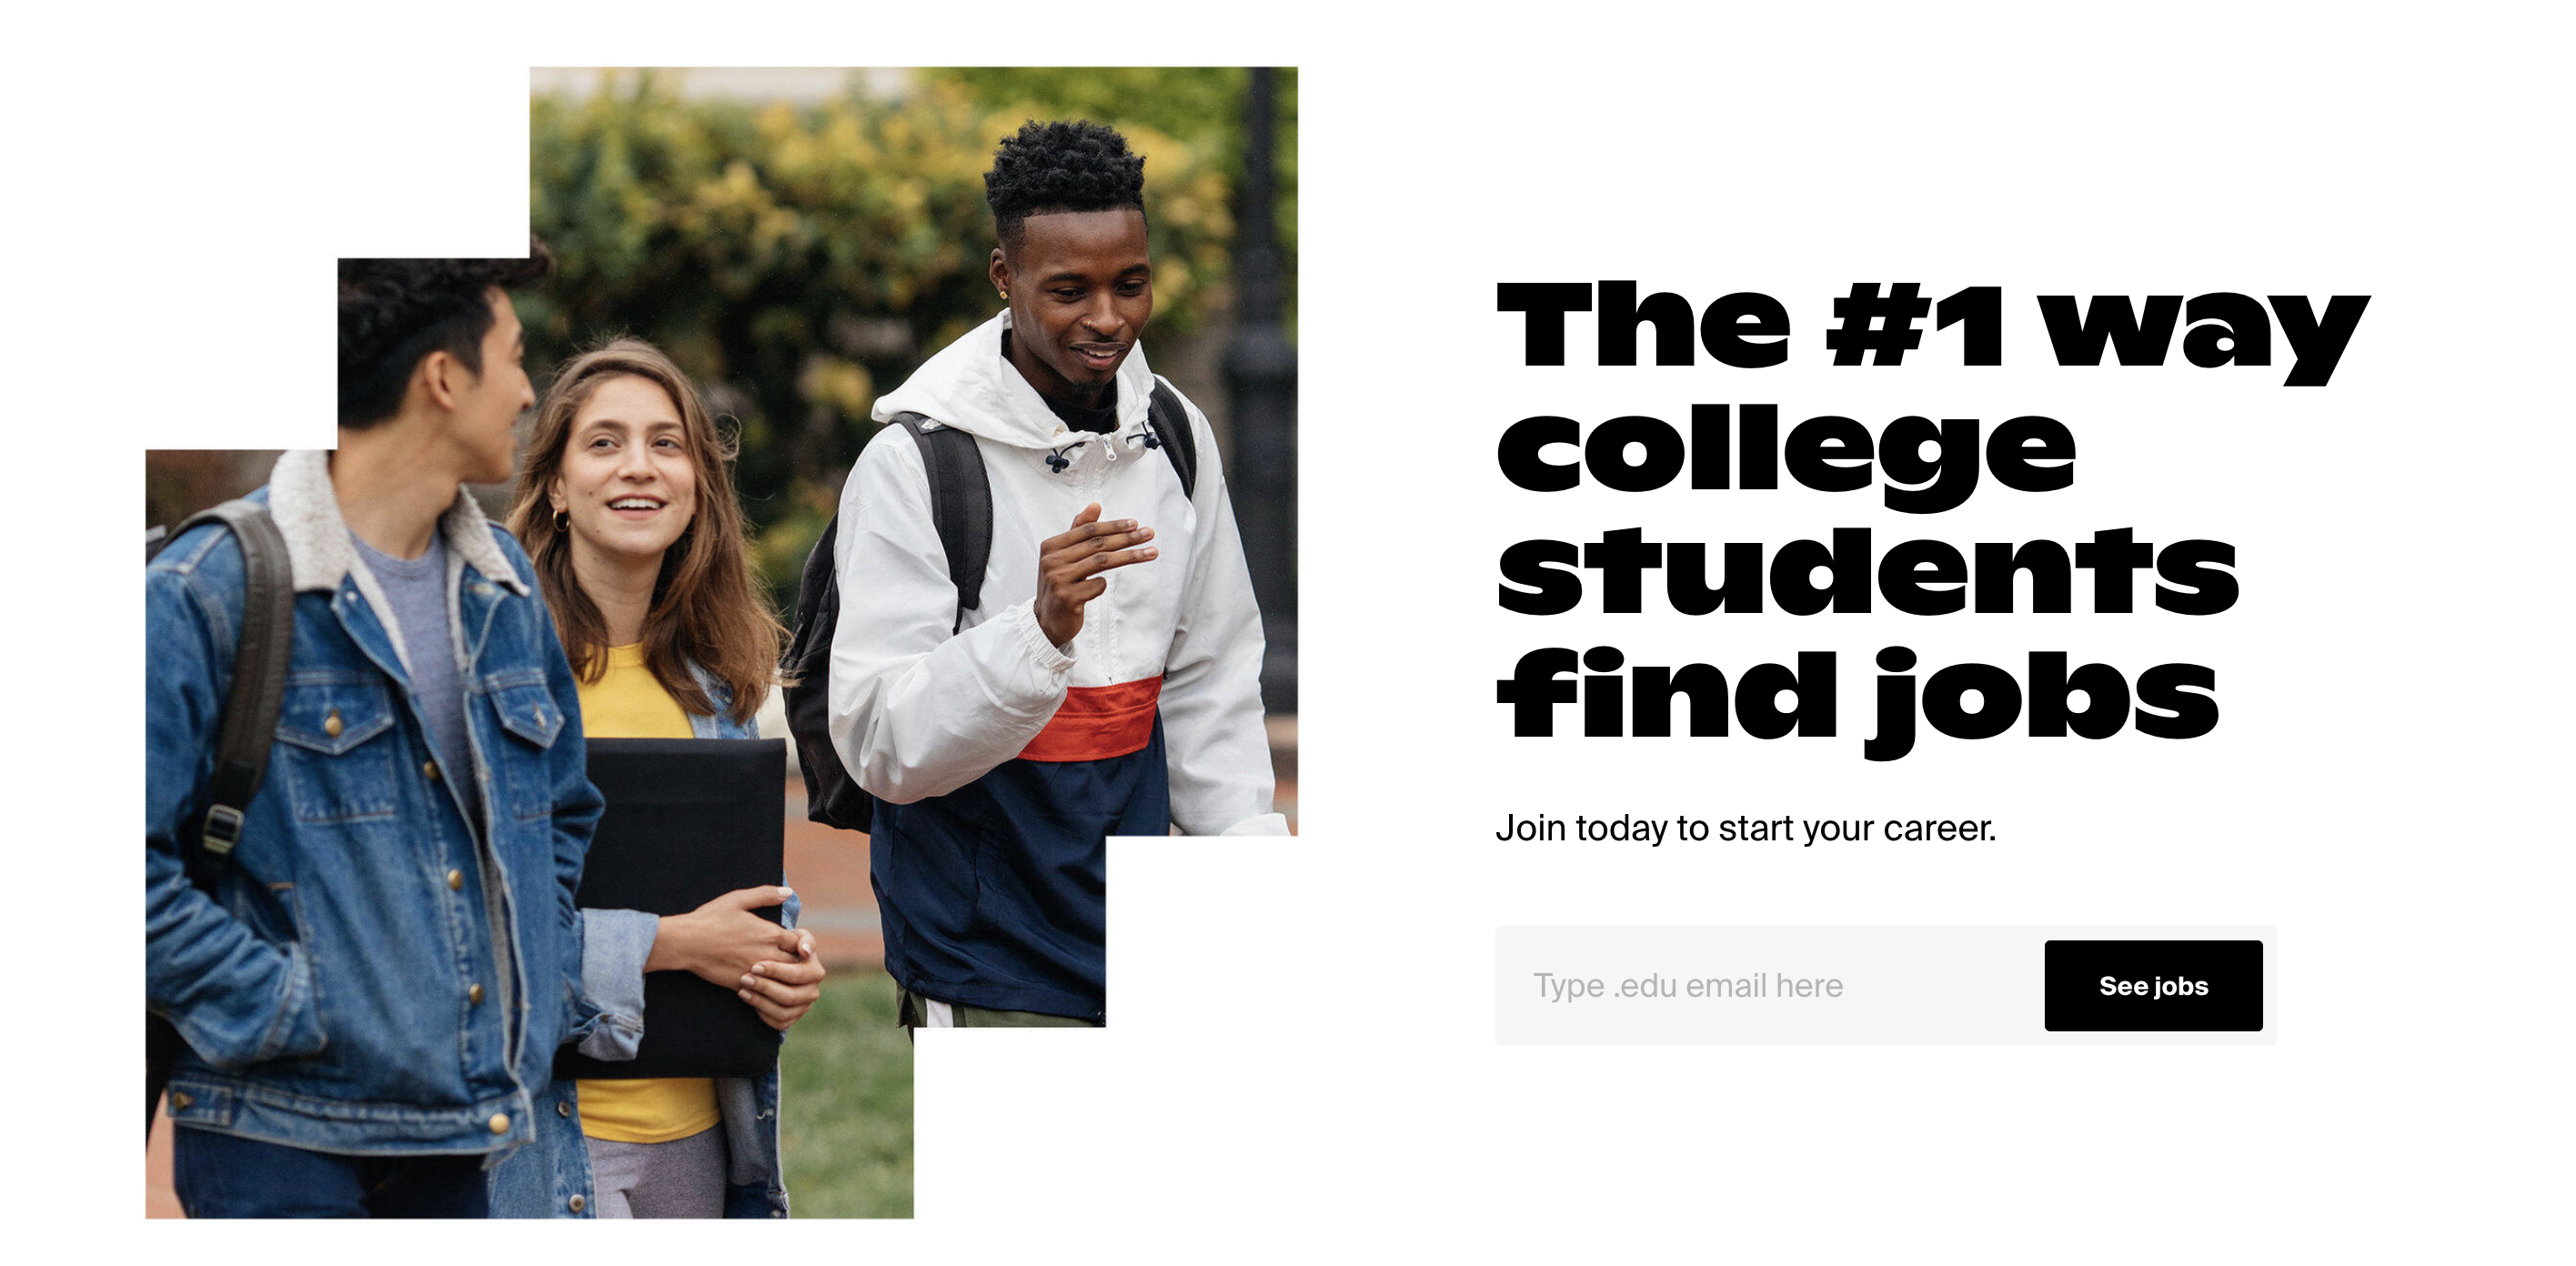 The #1 way
college
students
find jobs
Join today to start your career.
Type .edu email here
See jobs